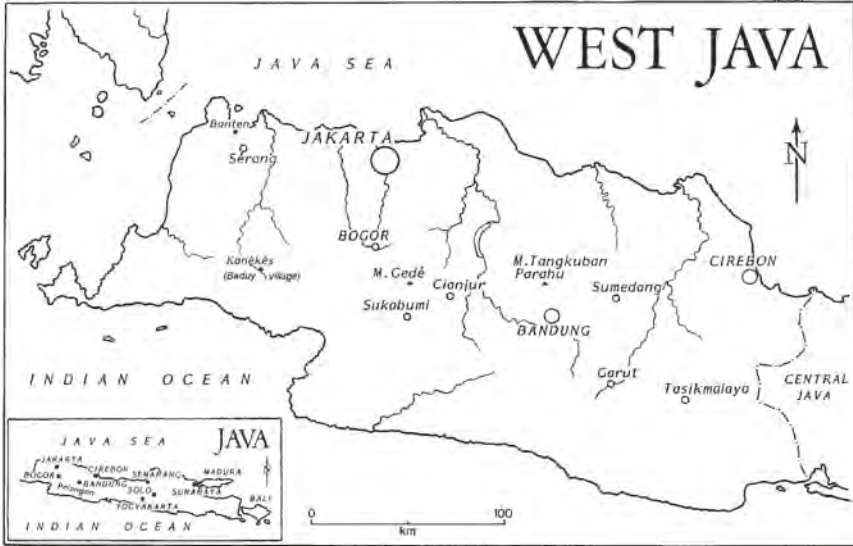 WEST JAVA
JAVA SEA
N
Banten
Serang
JAKARTA
BOGOR
Kanékés
(Baduy village)
M. Gedé
Cianjur
Sukabumi
M. Tangkuban
Parahu
BANDUNG
Sumedang
CIREBON
Garut
Tasikmalaya
CENTRAL
JAVA
INDIAN OCEAN
JAVA SEA
JAVA
JAKARTA
BOGOR
CIREBON
SEMARANG
MADURA
BANDUNG
Pelangan
SOLO
SURABAYA
YOGYAKARTA
BALI
INDIAN OCEAN
0
100
km